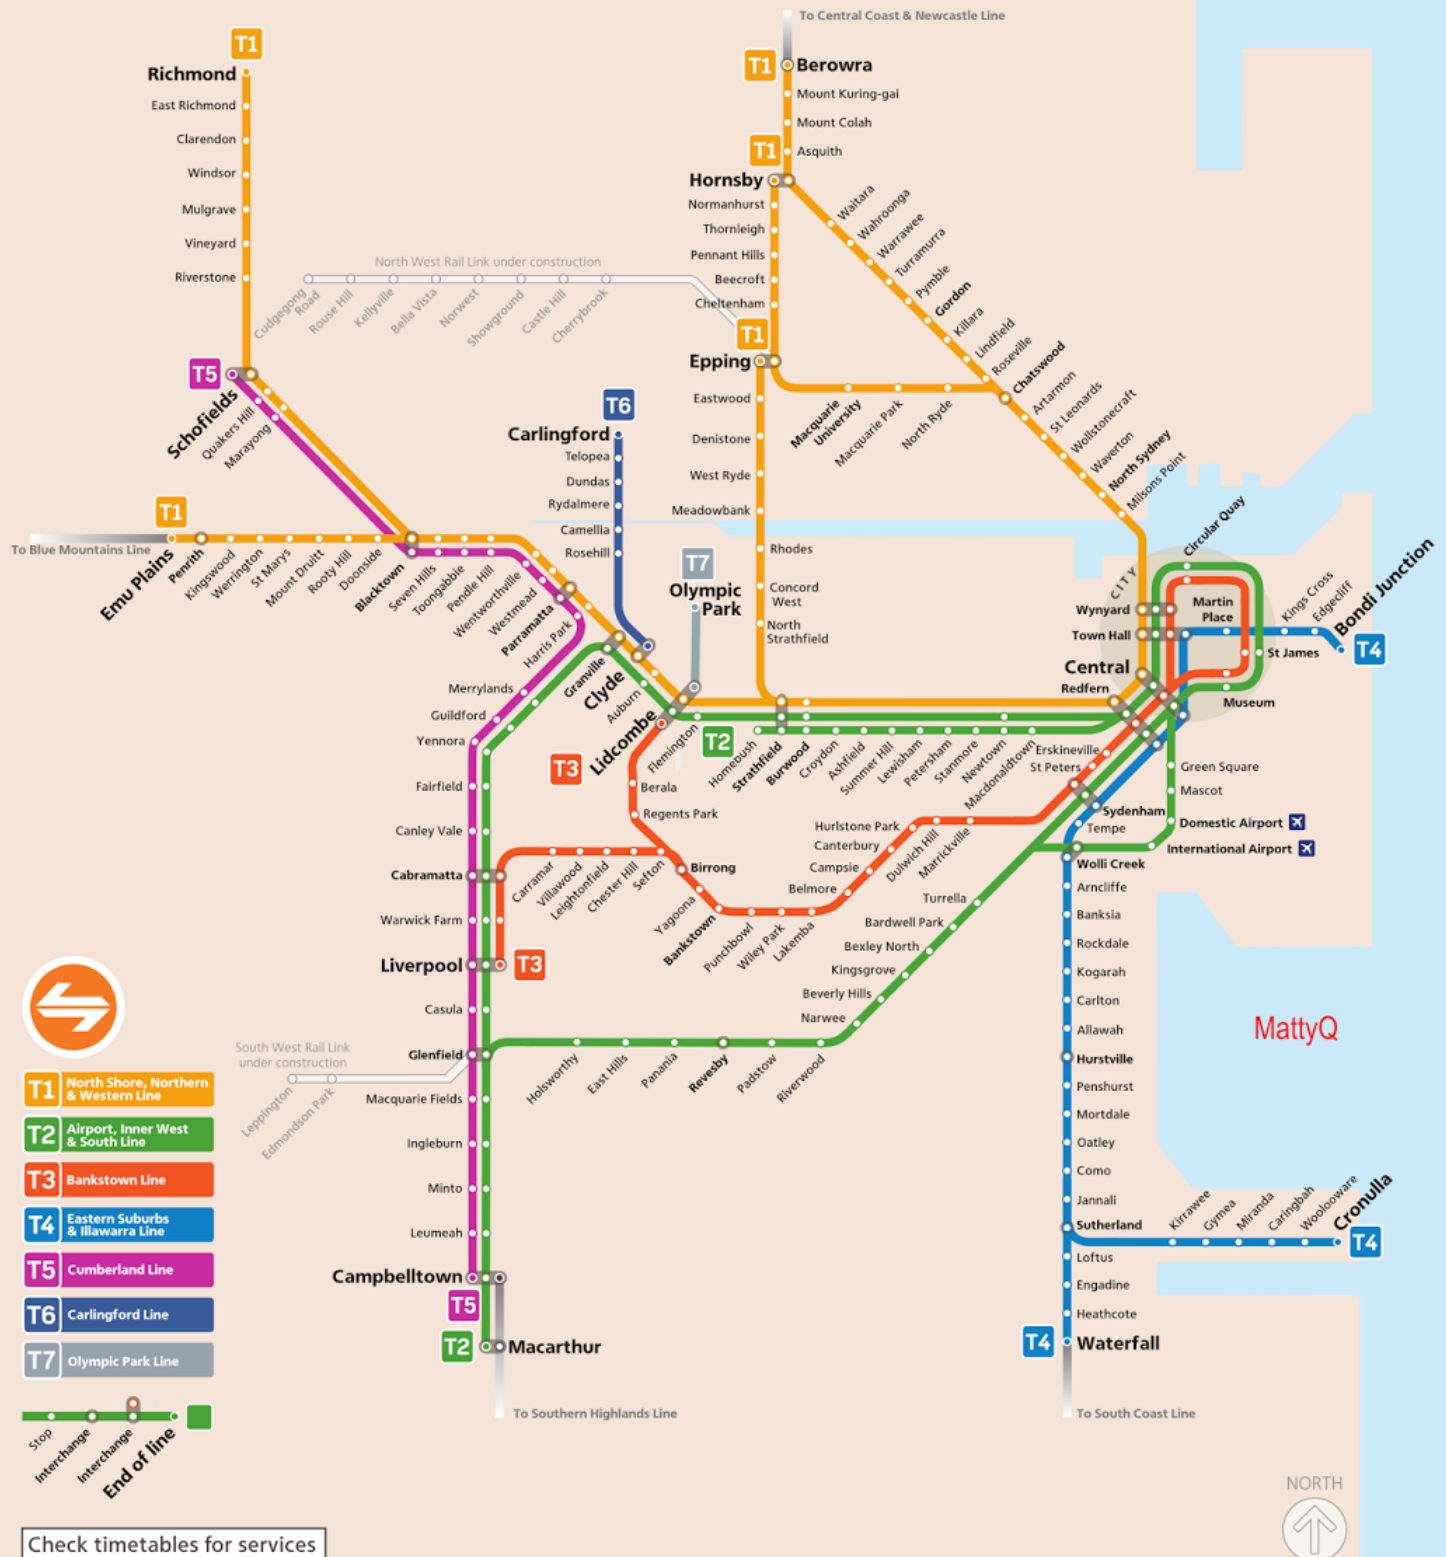 To Central Coast & Newcastle Line
T1
Richmond
East Richmond
Clarendon
Windsor
Mulgrave
Vineyard
Riverstone
T1
Berowra
Mount Kuring-gai
Mount Colah
Asquith
T1
Hornsby
Normanhurst
Thornleigh
Pennant Hills
Beecroft
Cheltenham
T1
Epping
Waitara
Wahroonga
Warrawee
Turramurra
Pymble
Gordon
Killara
Lindfield
Roseville
Chatswood
Artarmon
St Leonards
Wollstonecraft
Waverton
North Sydney
Milsons Point
North West Rail Link under construction
Cudgegong
Road
Rouse Hill
Kellyville
Bella Vista
Norwest
Showground
Castle Hill
Cherrybrook
Macquarie
University
Macquarie Park
North Ryde
Eastwood
Denistone
West Ryde
Meadowbank
Rhodes
Concord
West
North
Strathfield
T5
Schofields
Quakers Hill
Marayong
T6
Carlingford
Telopea
Dundas
Rydalmere
Camellia
Rosehill
T7
Olympic
Park
T1
To Blue Mountains Line
Emu Plains
Penrith
Kingswood
Werrington
St Marys
Mount Druitt
Rooty Hill
Doonside
Blacktown
Seven Hills
Toongabbie
Pendle Hill
Wentworthville
Westmead
Parramatta
Harris Park
Granville
Clyde
Auburn
Lidcombe
Flemington
T2
Homebush
Strathfield
Burwood
Croydon
Ashfield
Summer Hill
Lewisham
Petersham
Stanmore
Newtown
Macdonaldtown
CITY
Circular Quay
Wynyard
Town Hall
Central
Redfern
Martin
Place
St James
Museum
Kings Cross
Edgecliff
Bondi Junction
T4
Merrylands
Guildford
Yennora
Fairfield
Canley Vale
Cabramatta
Warwick Farm
Liverpool
Casula
Glenfield
Macquarie Fields
Ingleburn
Minto
Leumeah
Campbelltown
T5
T2
Macarthur
To Southern Highlands Line
T3
Berala
Regents Park
Carramar
Villawood
Leightonfield
Chester Hill
Sefton
Birrong
Yagoona
Bankstown
Punchbowl
Wiley Park
Lakemba
Belmore
Campsie
Canterbury
Hurlstone Park
Dulwich Hill
Marrickville
T3
Erskineville
St Peters
Sydenham
Tempe
Wolli Creek
Green Square
Mascot
Domestic Airport
International Airport
Turrella
Bardwell Park
Bexley North
Kingsgrove
Beverly Hills
Narwee
Riverwood
Padstow
Revesby
Panania
East Hills
Holsworthy
Arncliffe
Banksia
Rockdale
Kogarah
Carlton
Allawah
Hurstville
Penshurst
Mortdale
Oatley
Como
Jannali
Sutherland
Loftus
Engadine
Heathcote
T4
Waterfall
To South Coast Line
Kirrawee
Gymea
Miranda
Caringbah
Woolooware
Cronulla
T4
MattyQ
South West Rail Link
under construction
Leppington
Edmondson Park
T1 North Shore, Northern
& Western Line
T2 Airport, Inner West
& South Line
T3 Bankstown Line
T4 Eastern Suburbs
& Illawarra Line
T5 Cumberland Line
T6 Carlingford Line
T7 Olympic Park Line
Stop
Interchange
Interchange
End of line
NORTH
Check timetables for services